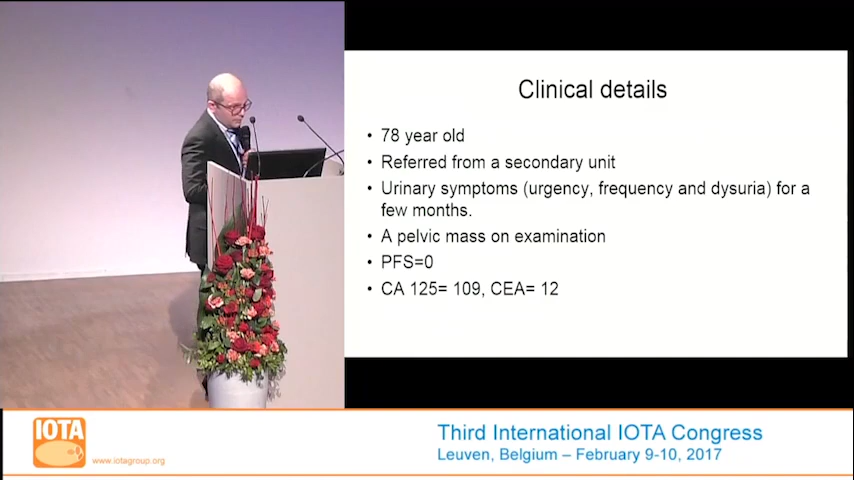 Clinical details
• 78 year old
• Referred from a secondary unit
• Urinary symptoms (urgency, frequency and dysuria) for a
few months.
• A pelvic mass on examination
• PFS=0
• CA 125= 109, CEA= 12
IOTA
www.iotagroup.org
Third International IOTA Congress
Leuven, Belgium – February 9-10, 2017